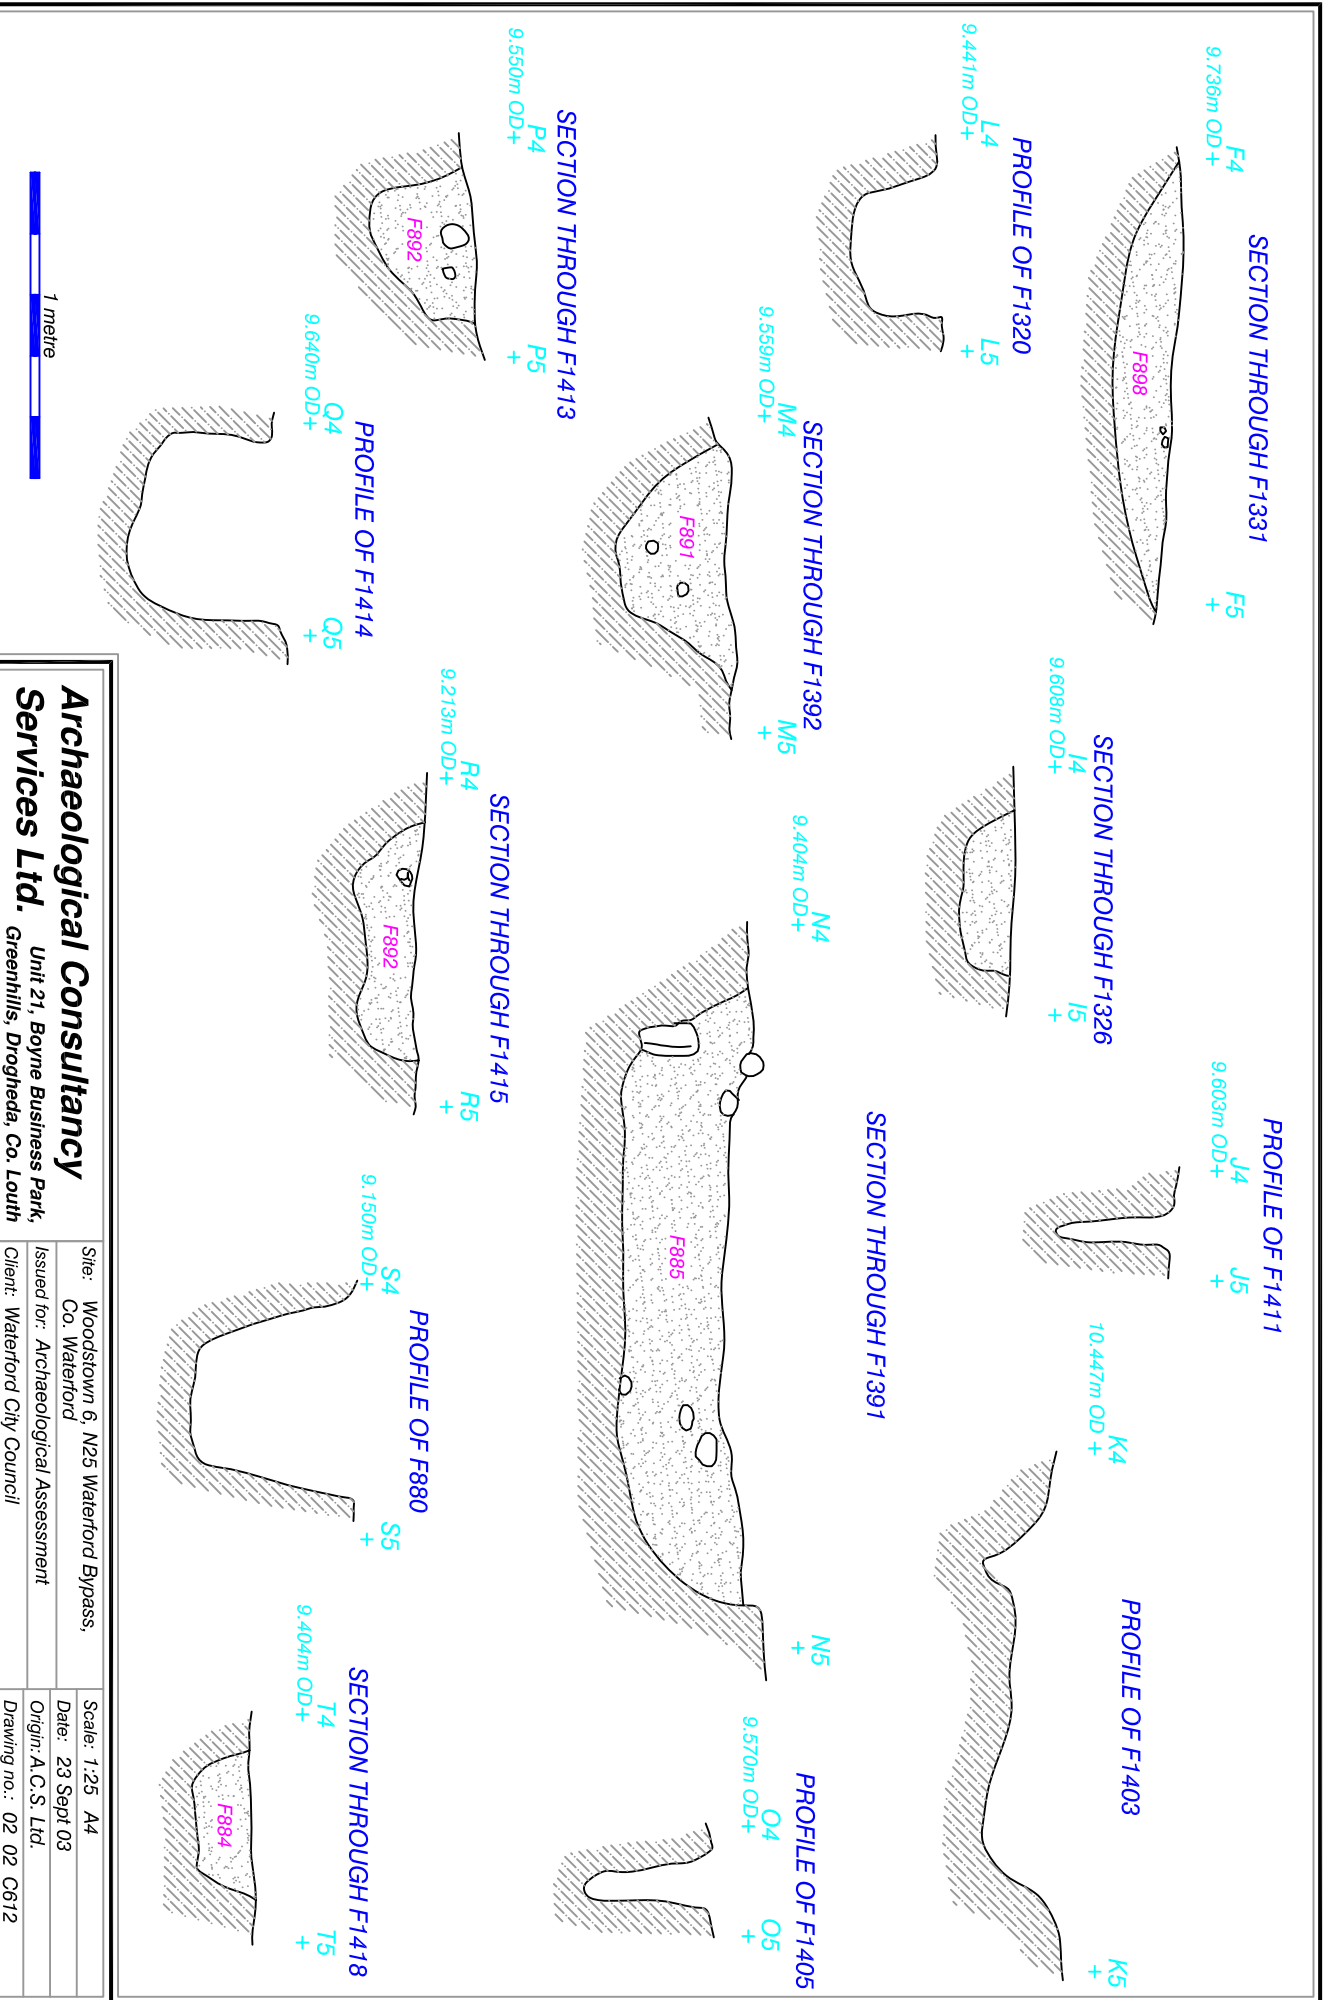 SECTION THROUGH F1331
F4
9.736m OD+
F5
+
F898
PROFILE OF F1411
J4
9.603m OD+
J5
+
PROFILE OF F1403
K4
10.447m OD +
K5
+
PROFILE OF F1320
L4
9.441m OD+
L5
+
SECTION THROUGH F1326
I4
9.608m OD+
I5
+
SECTION THROUGH F1392
M4
9.559m OD+
M5
+
F891
SECTION THROUGH F1391
N4
9.404m OD+
N5
+
F885
PROFILE OF F1405
O4
9.570m OD+
O5
+
SECTION THROUGH F1413
P4
9.550m OD+
P5
+
F892
PROFILE OF F1414
Q4
9.640m OD+
Q5
+
SECTION THROUGH F1415
R4
9.213m OD+
R5
+
F892
PROFILE OF F880
S4
9.150m OD+
S5
+
SECTION THROUGH F1418
T4
9.404m OD+
T5
+
F884
1 metre
Archaeological Consultancy
Services Ltd.
Unit 21, Boyne Business Park,
Greenhills, Drogheda, Co. Louth
Site: Woodstown 6, N25 Waterford Bypass,
Co. Waterford
Issued for: Archaeological Assessment
Client: Waterford City Council
Scale: 1:25 A4
Date: 23 Sept 03
Origin: A.C.S. Ltd.
Drawing no.: 02 02 C612